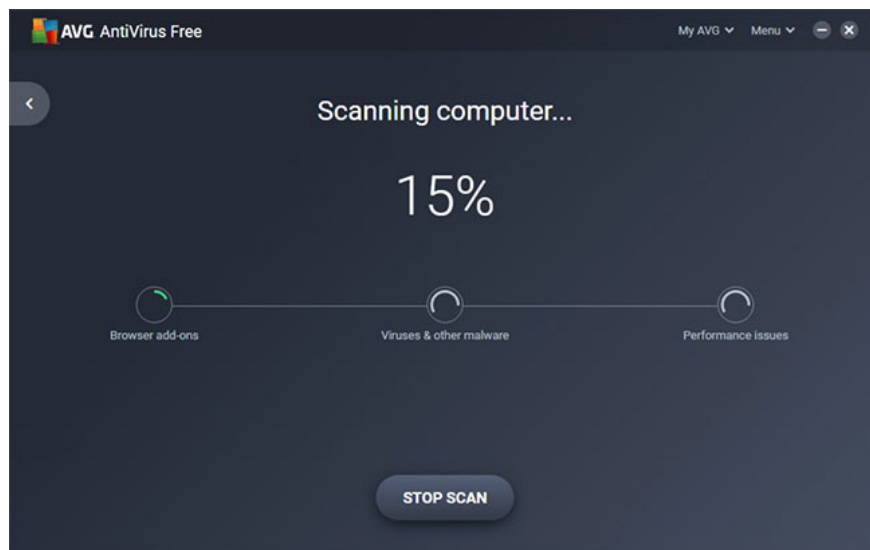 AVG AntiVirus Free
My AVG Menu
Scanning computer...
15%
Browser add-ons Viruses & other malware Performance issues
STOP SCAN